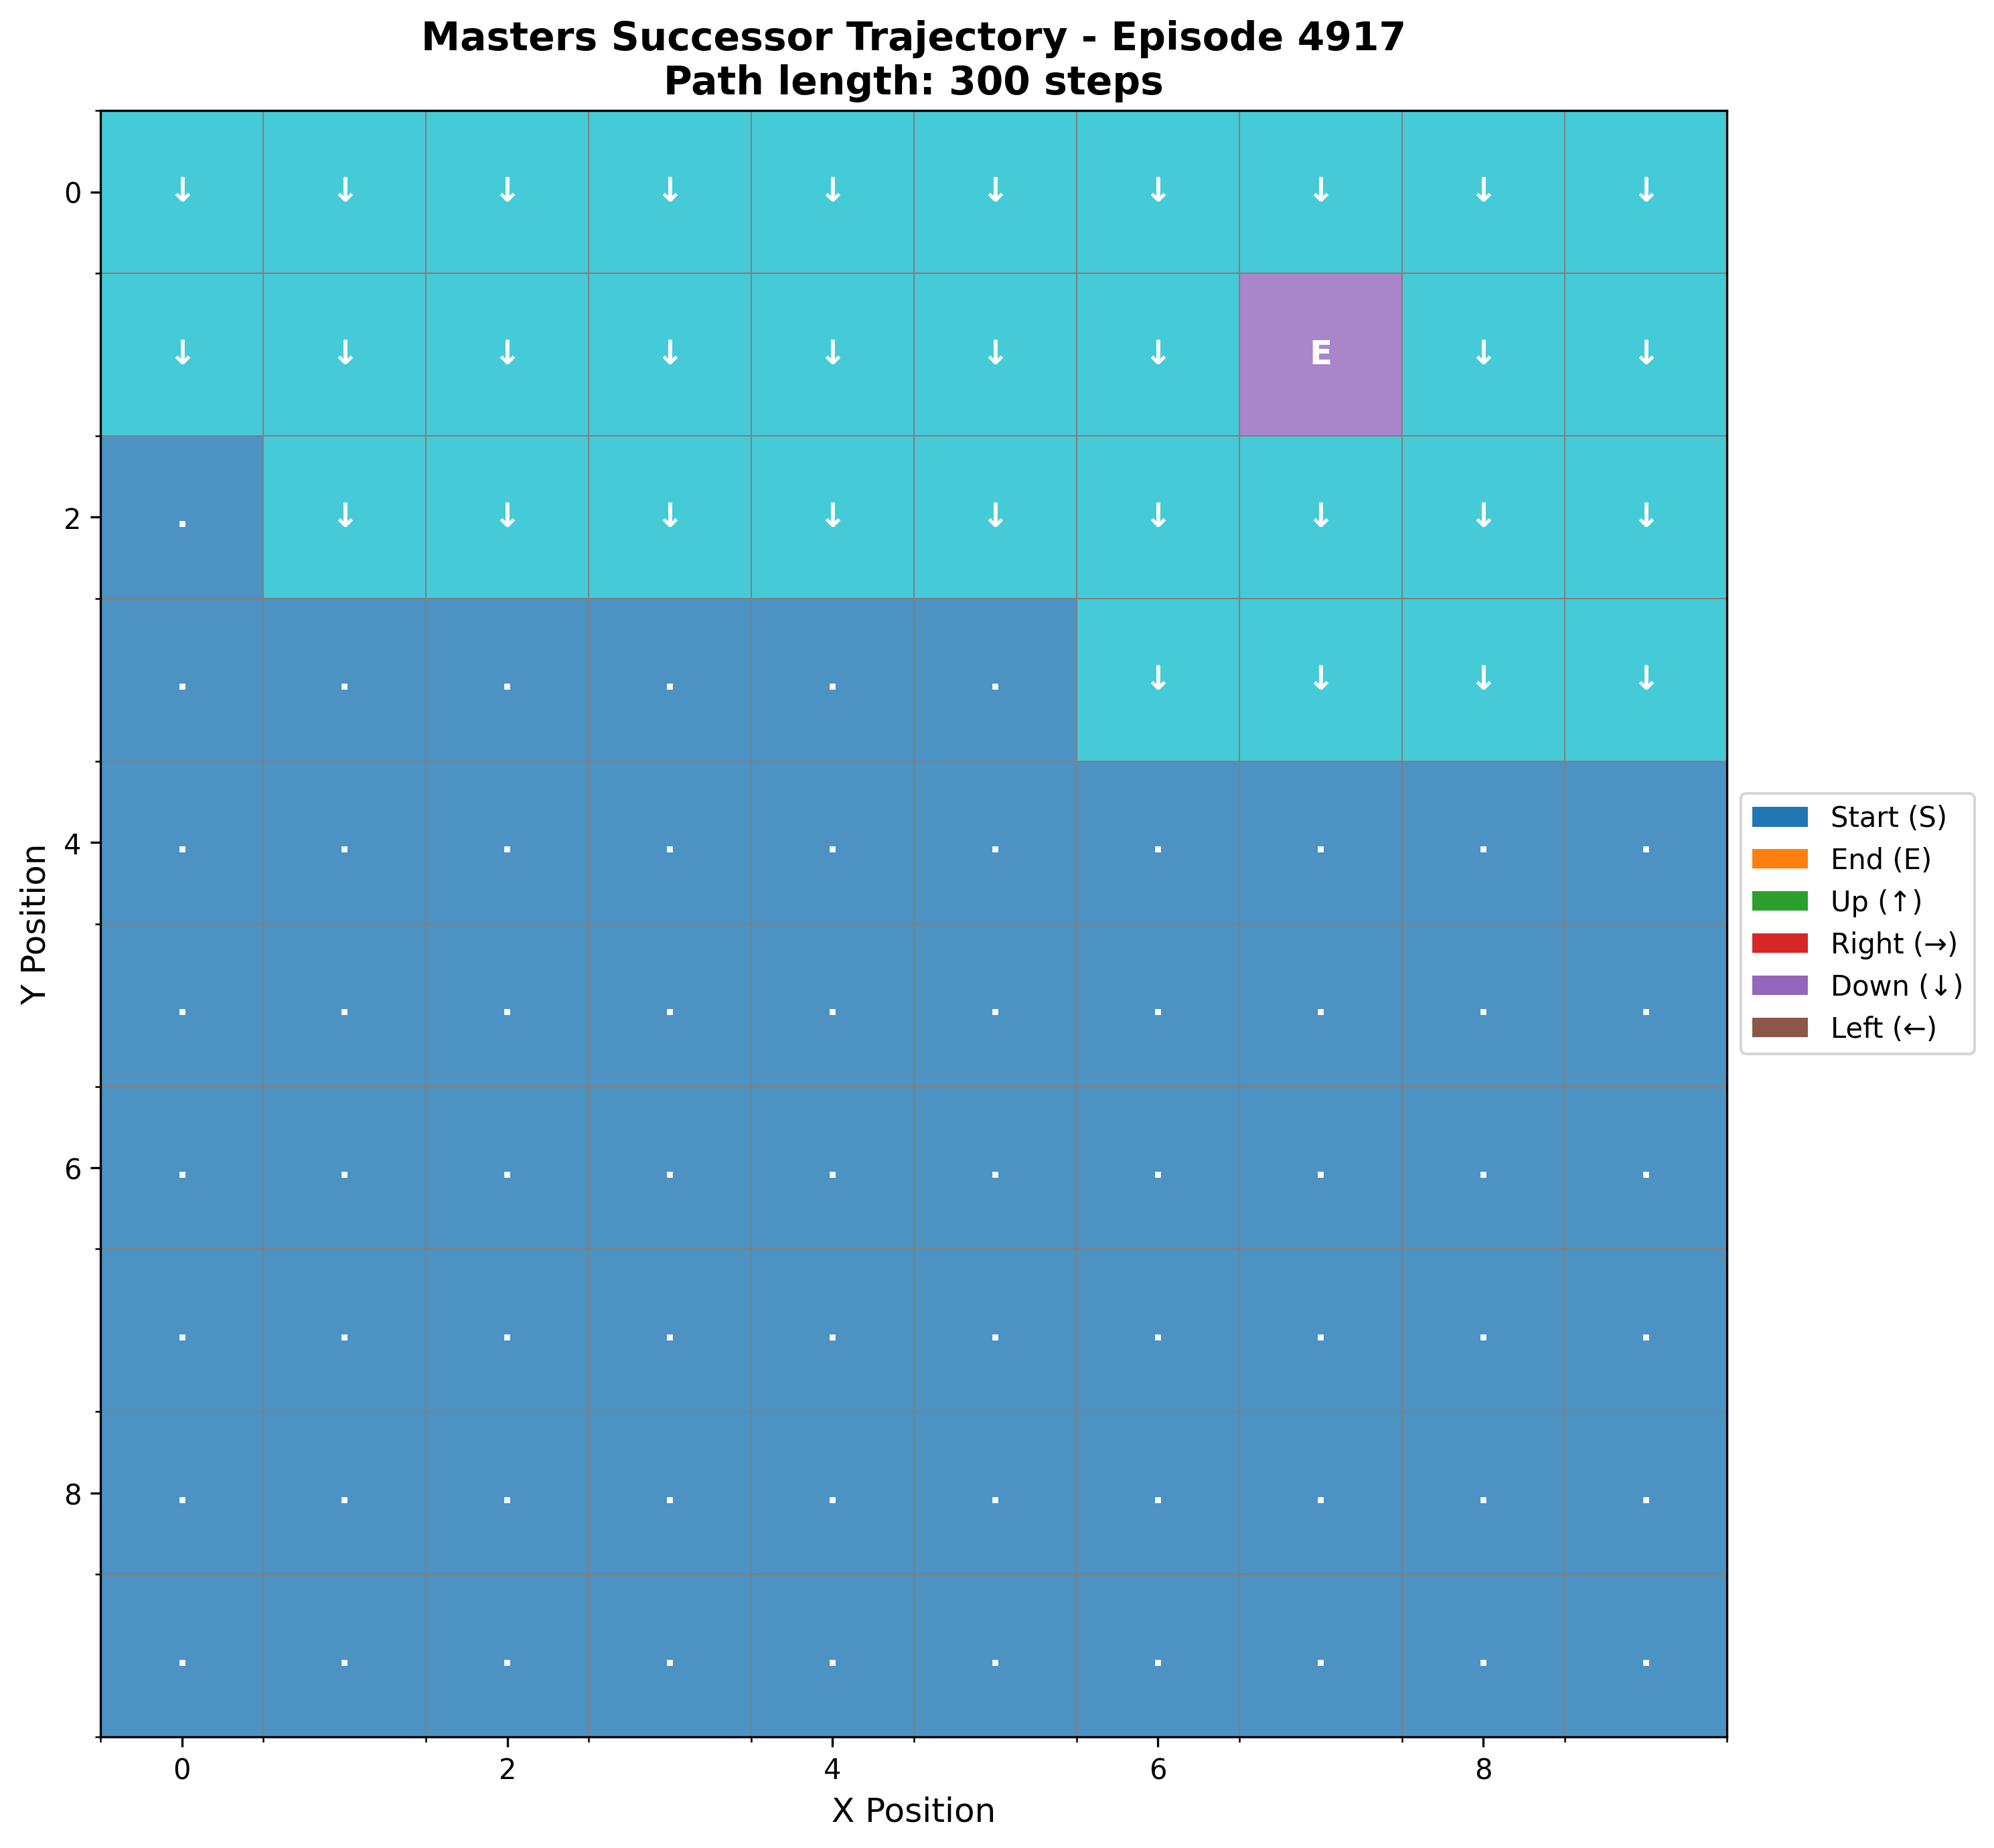 Masters Successor Trajectory - Episode 4917
Path length: 300 steps
0 ↓ ↓ ↓ ↓ ↓ ↓ ↓ ↓ ↓ ↓
↓ ↓ ↓ ↓ ↓ ↓ ↓ E ↓ ↓
2 . ↓ ↓ ↓ ↓ ↓ ↓ ↓ ↓ ↓
. . . . . . ↓ ↓ ↓ ↓
4 . . . . . . . . . .
. . . . . . . . . .
6 . . . . . . . . . .
. . . . . . . . . .
8 . . . . . . . . . .
. . . . . . . . . .
0 2 4 6 8
X Position
Y Position
Start (S)
End (E)
Up (↑)
Right (→)
Down (↓)
Left (←)